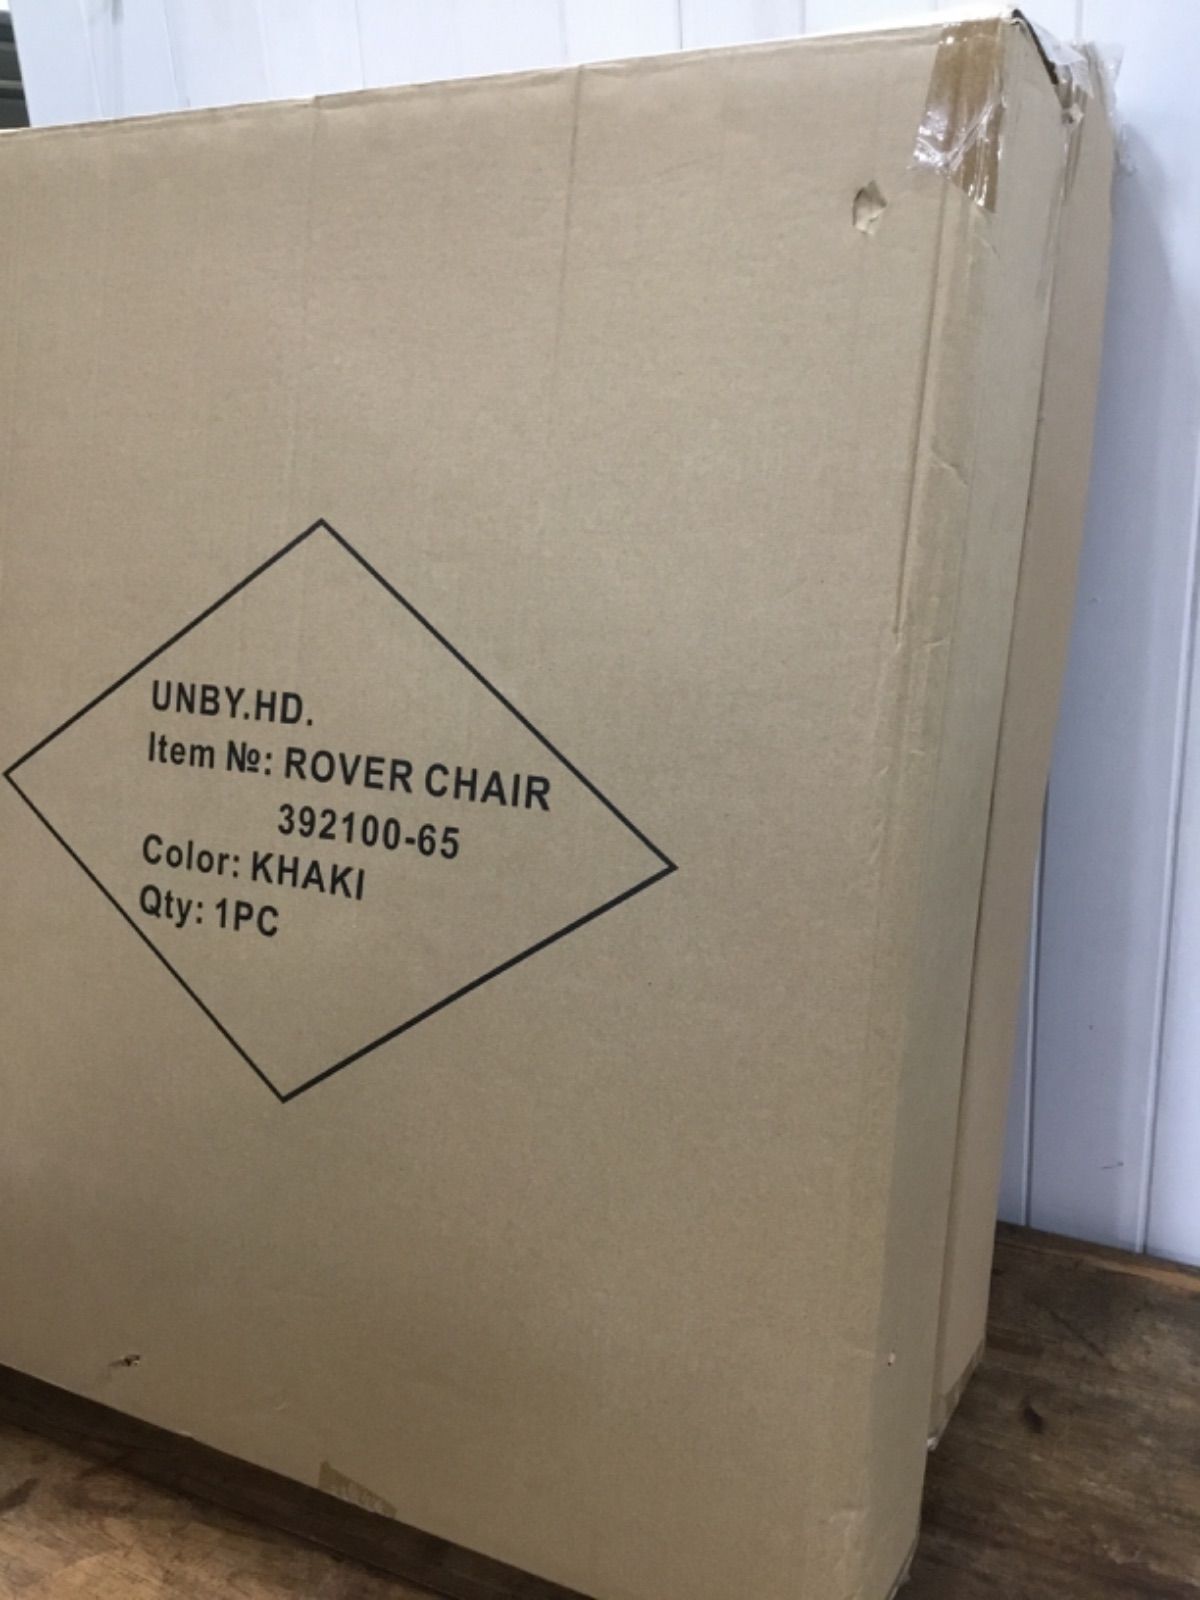 UNBY.HD.
Item №: ROVER CHAIR
392100-65
Color: KHAKI
Qty: 1PC